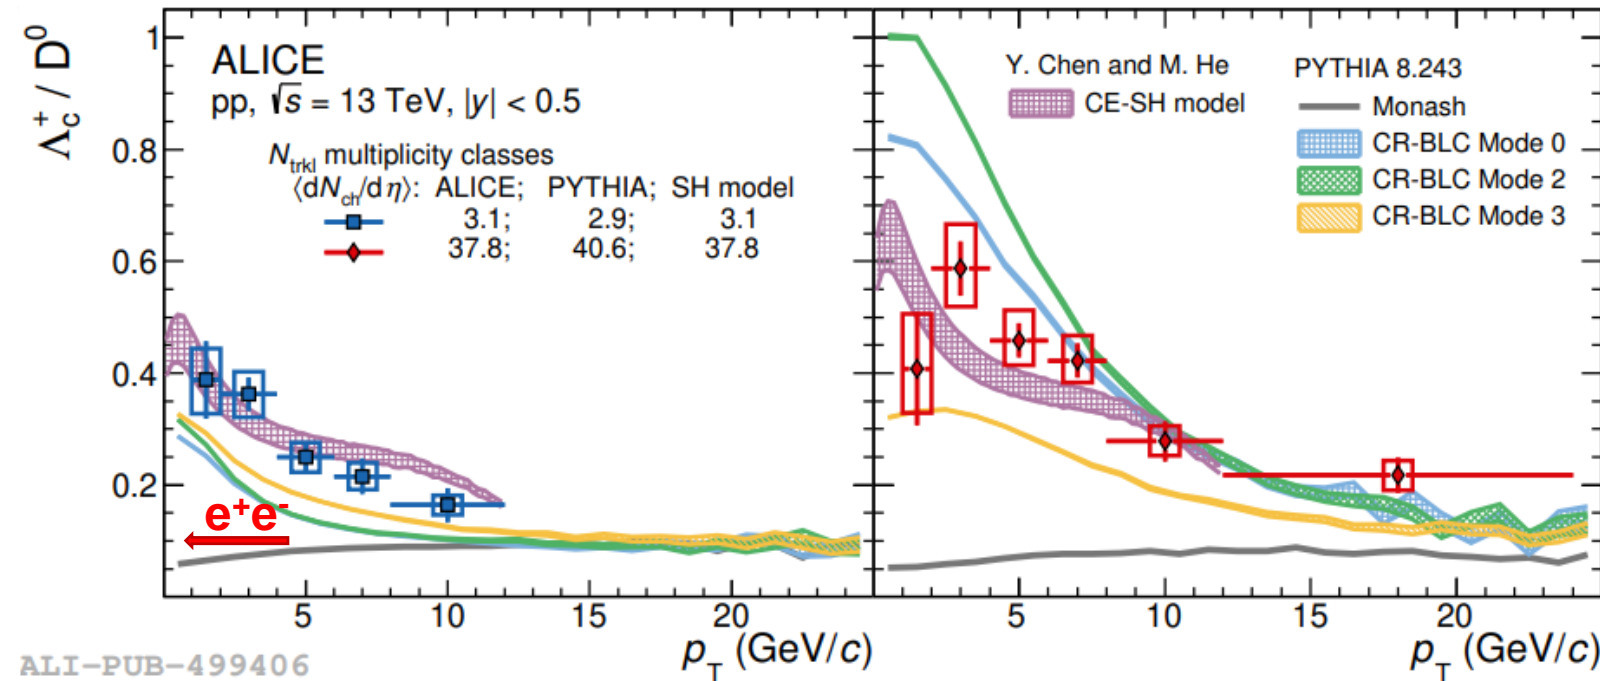 Λc+ / D0
1
0.8
0.6
0.4
0.2
ALICE
pp, √s = 13 TeV, |y| < 0.5
Ntrkl multiplicity classes
⟨dNch/dη⟩: ALICE; PYTHIA; SH model
3.1; 2.9; 3.1
37.8; 40.6; 37.8
e+e-
5 10 15 20
pT (GeV/c)
Y. Chen and M. He
CE-SH model
PYTHIA 8.243
Monash
CR-BLC Mode 0
CR-BLC Mode 2
CR-BLC Mode 3
5 10 15 20
pT (GeV/c)
ALI-PUB-499406